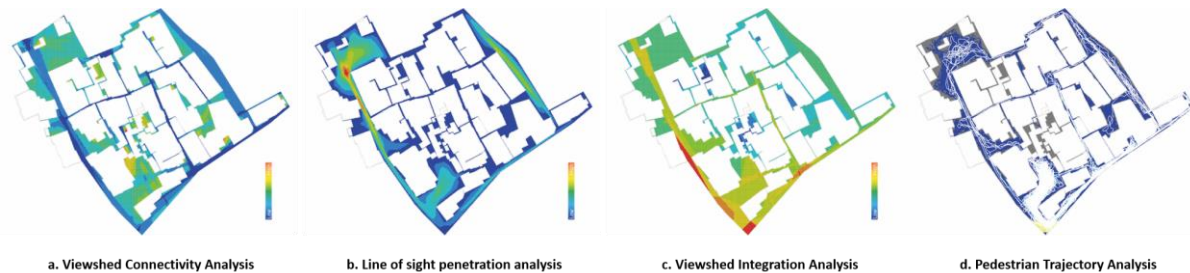 a. Viewshed Connectivity Analysis
b. Line of sight penetration analysis
c. Viewshed Integration Analysis
d. Pedestrian Trajectory Analysis